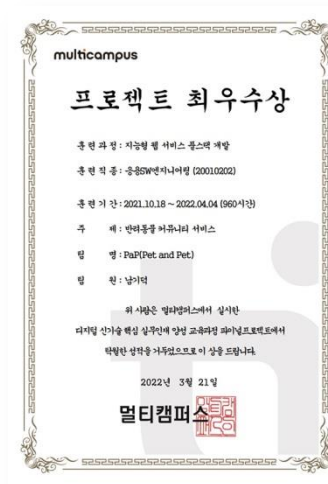 multicampus
프로젝트 최우수상
훈련과정 : 지능형 웹 서비스 풀스택 개발
훈련직종 : 응용SW엔지니어링 (20010202)
훈련기간 : 2021.10.18 ~ 2022.04.04 (960시간)
주 제 : 반려동물 커뮤니티 서비스
팀 명 : PaP(Pet and Pet)
팀 원 : 남기덕
위 사람은 멀티캠퍼스에서 실시한
디지털 신기술 핵심 실무인재 양성 교육과정 파이널프로젝트에서
탁월한 성적을 거두었으므로 이 상을 드립니다.
2022년 3월 21일
멀티캠퍼스